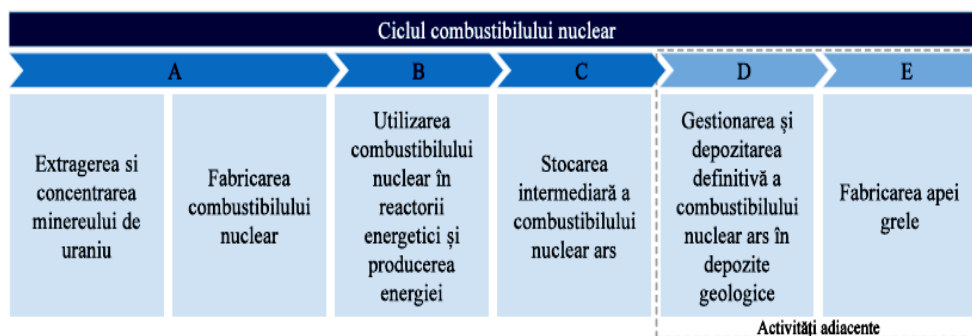 Ciclul combustibilului nuclear
A
B
C
D
E
Extragerea si
concentrarea
minereului de
uraniu
Fabricarea
combustibilului
nuclear
Utilizarea
combustibilului
nuclear în
reactorii
energetici și
producerea
energiei
Stocarea
intermediară a
combustibilului
nuclear ars
Gestionarea și
depozitarea
definitivă a
combustibilului
nuclear ars în
depozite
geologice
Fabricarea apei
grele
Activități adiacente